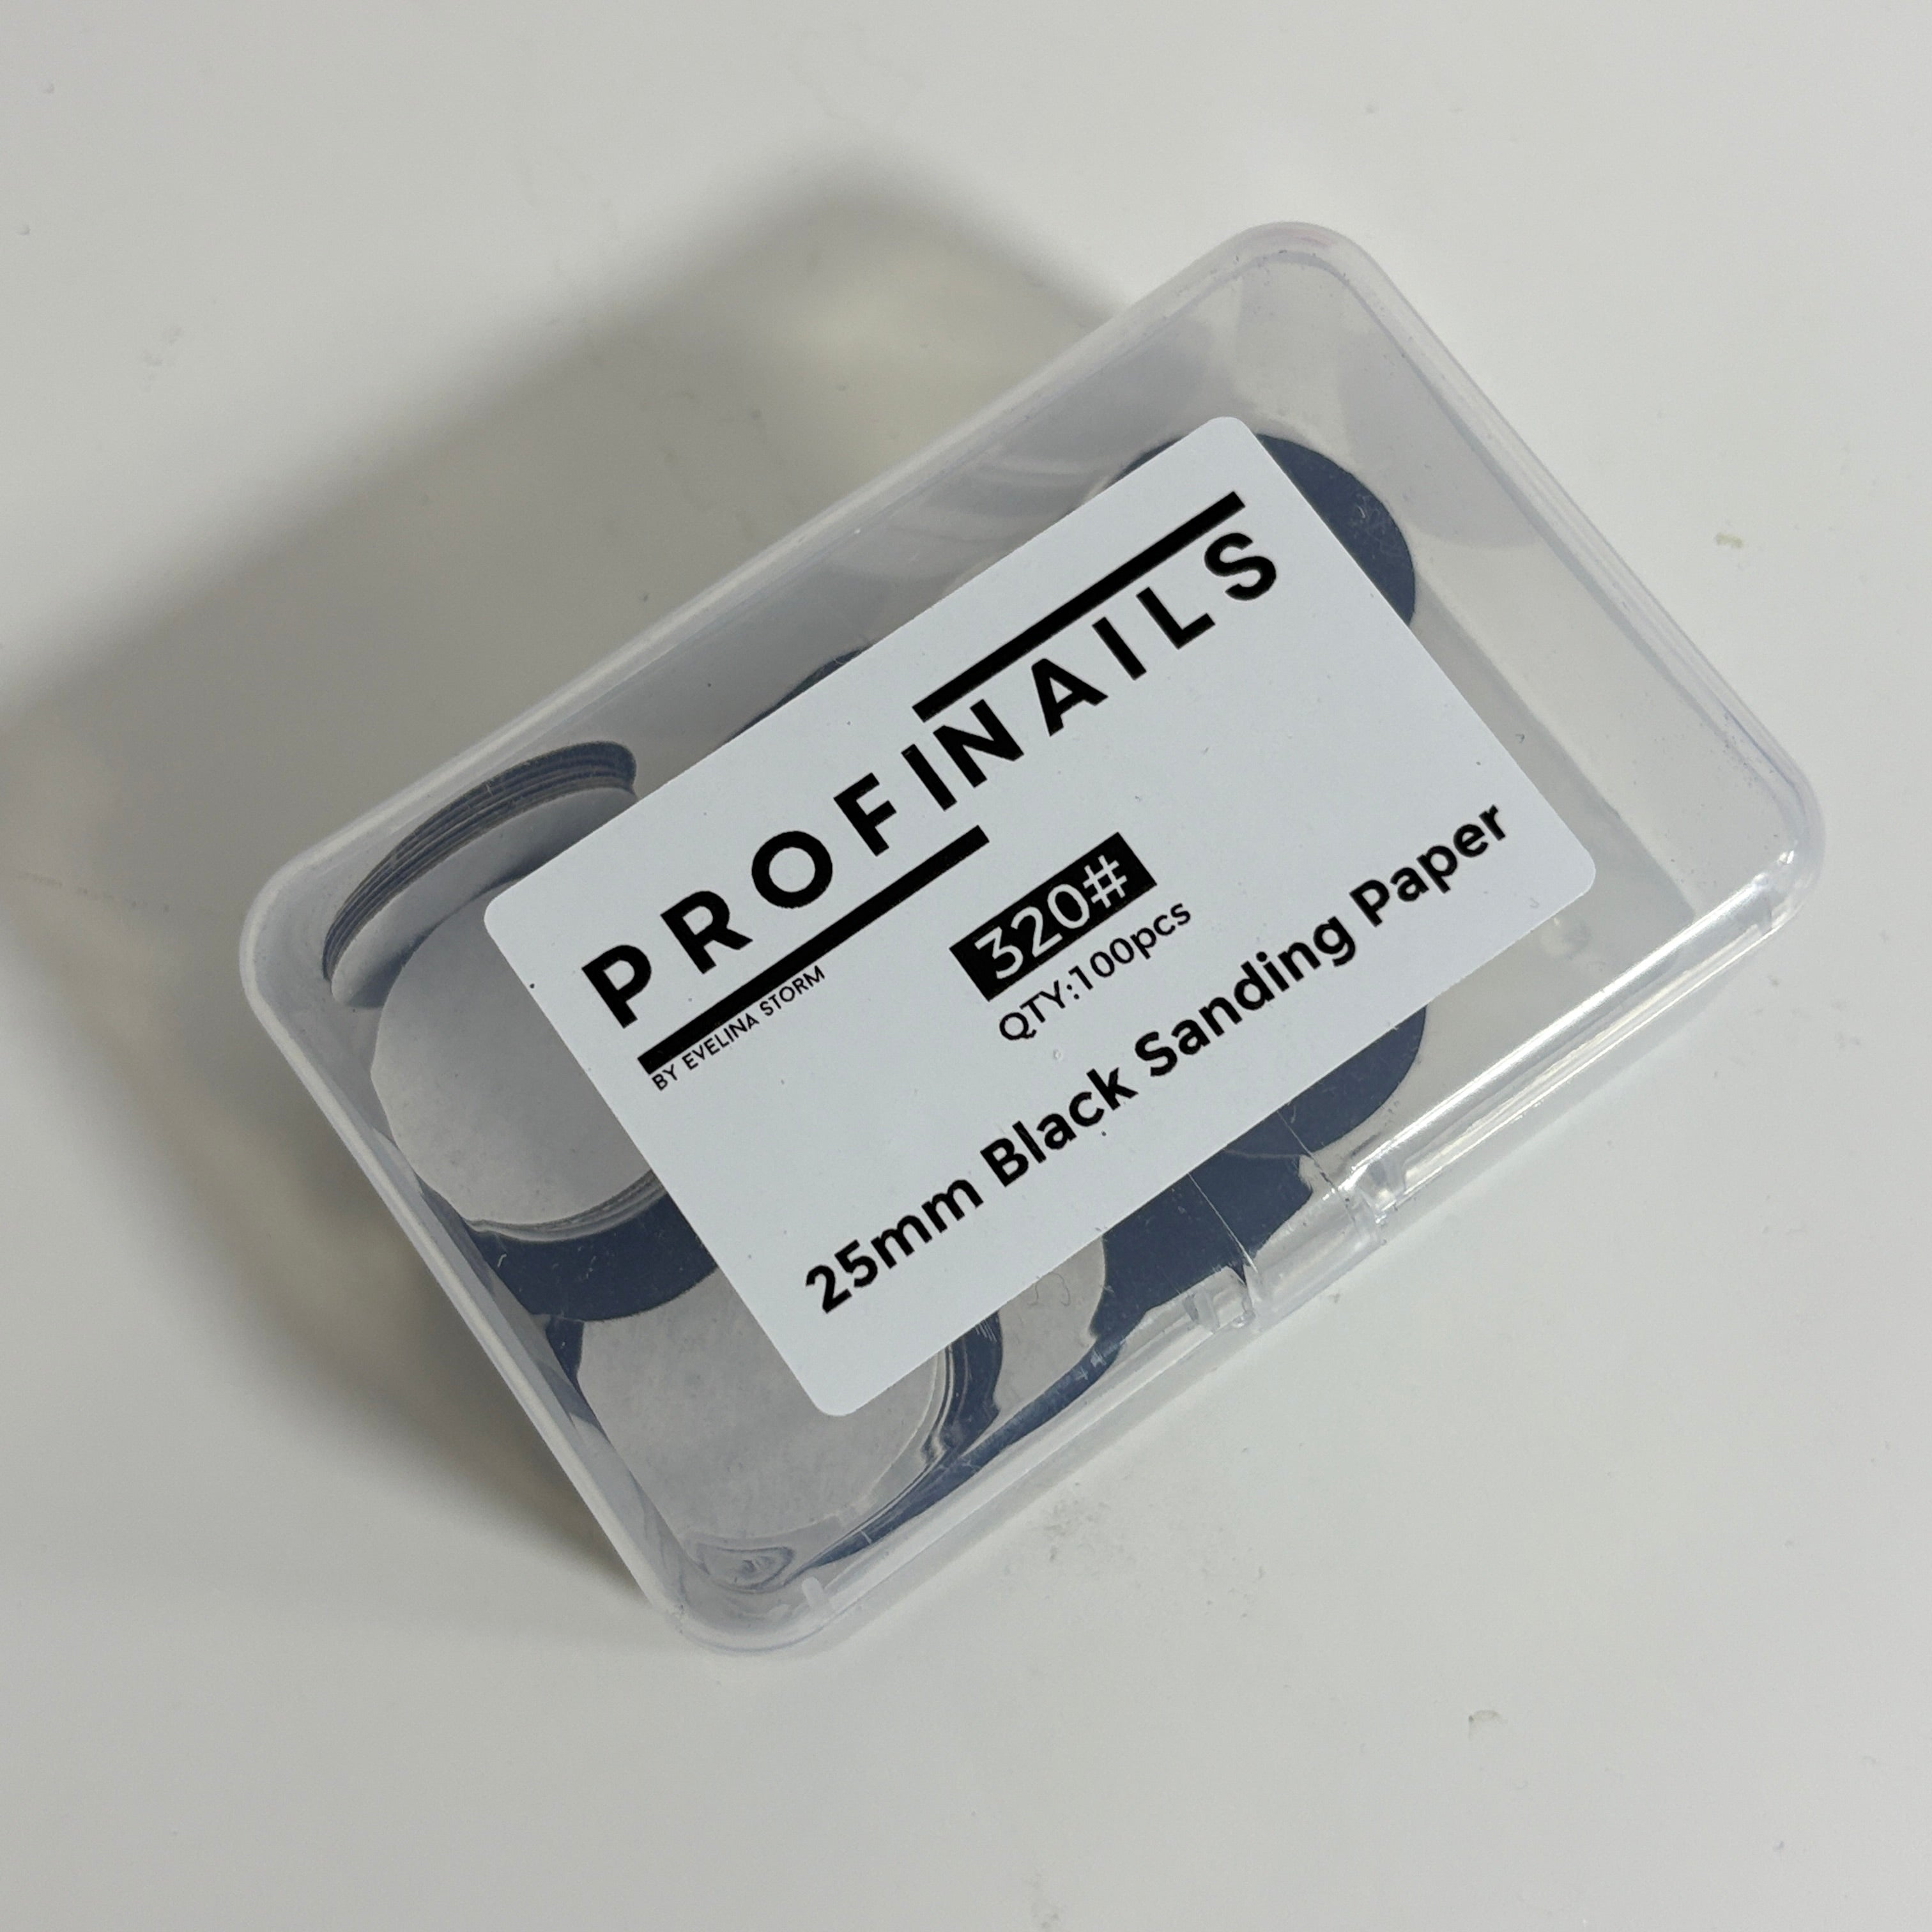 PROFINAILS
BY EVELINA STORM
320#
QTY:100pcs
25mm Black Sanding Paper